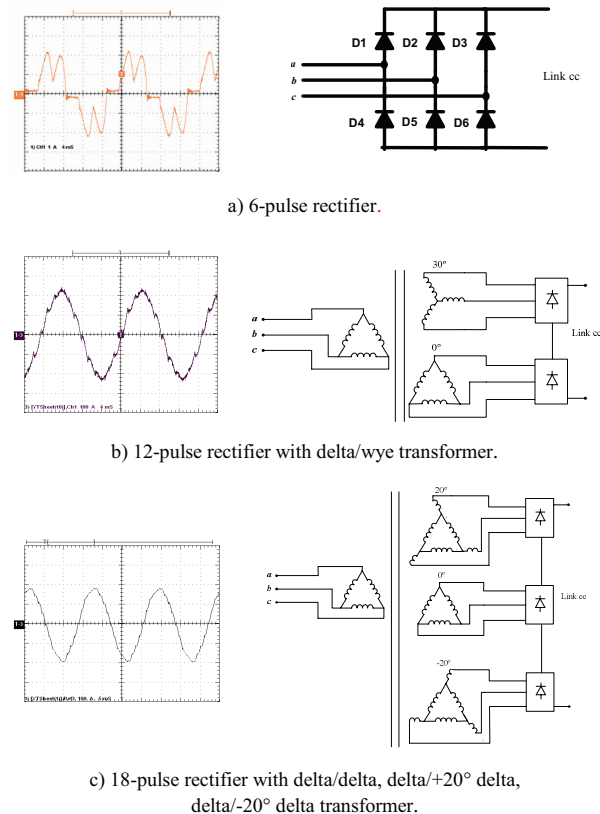 D1 D2 D3
a
b
c
Link cc
D4 D5 D6
1) Ch1 1 A 4 mS
a) 6-pulse rectifier.
30°
a
b
c
0°
Link cc
b) 12-pulse rectifier with delta/wye transformer.
20°
a
b
c
0°
Link cc
-20°
c) 18-pulse rectifier with delta/delta, delta/+20° delta,
delta/-20° delta transformer.